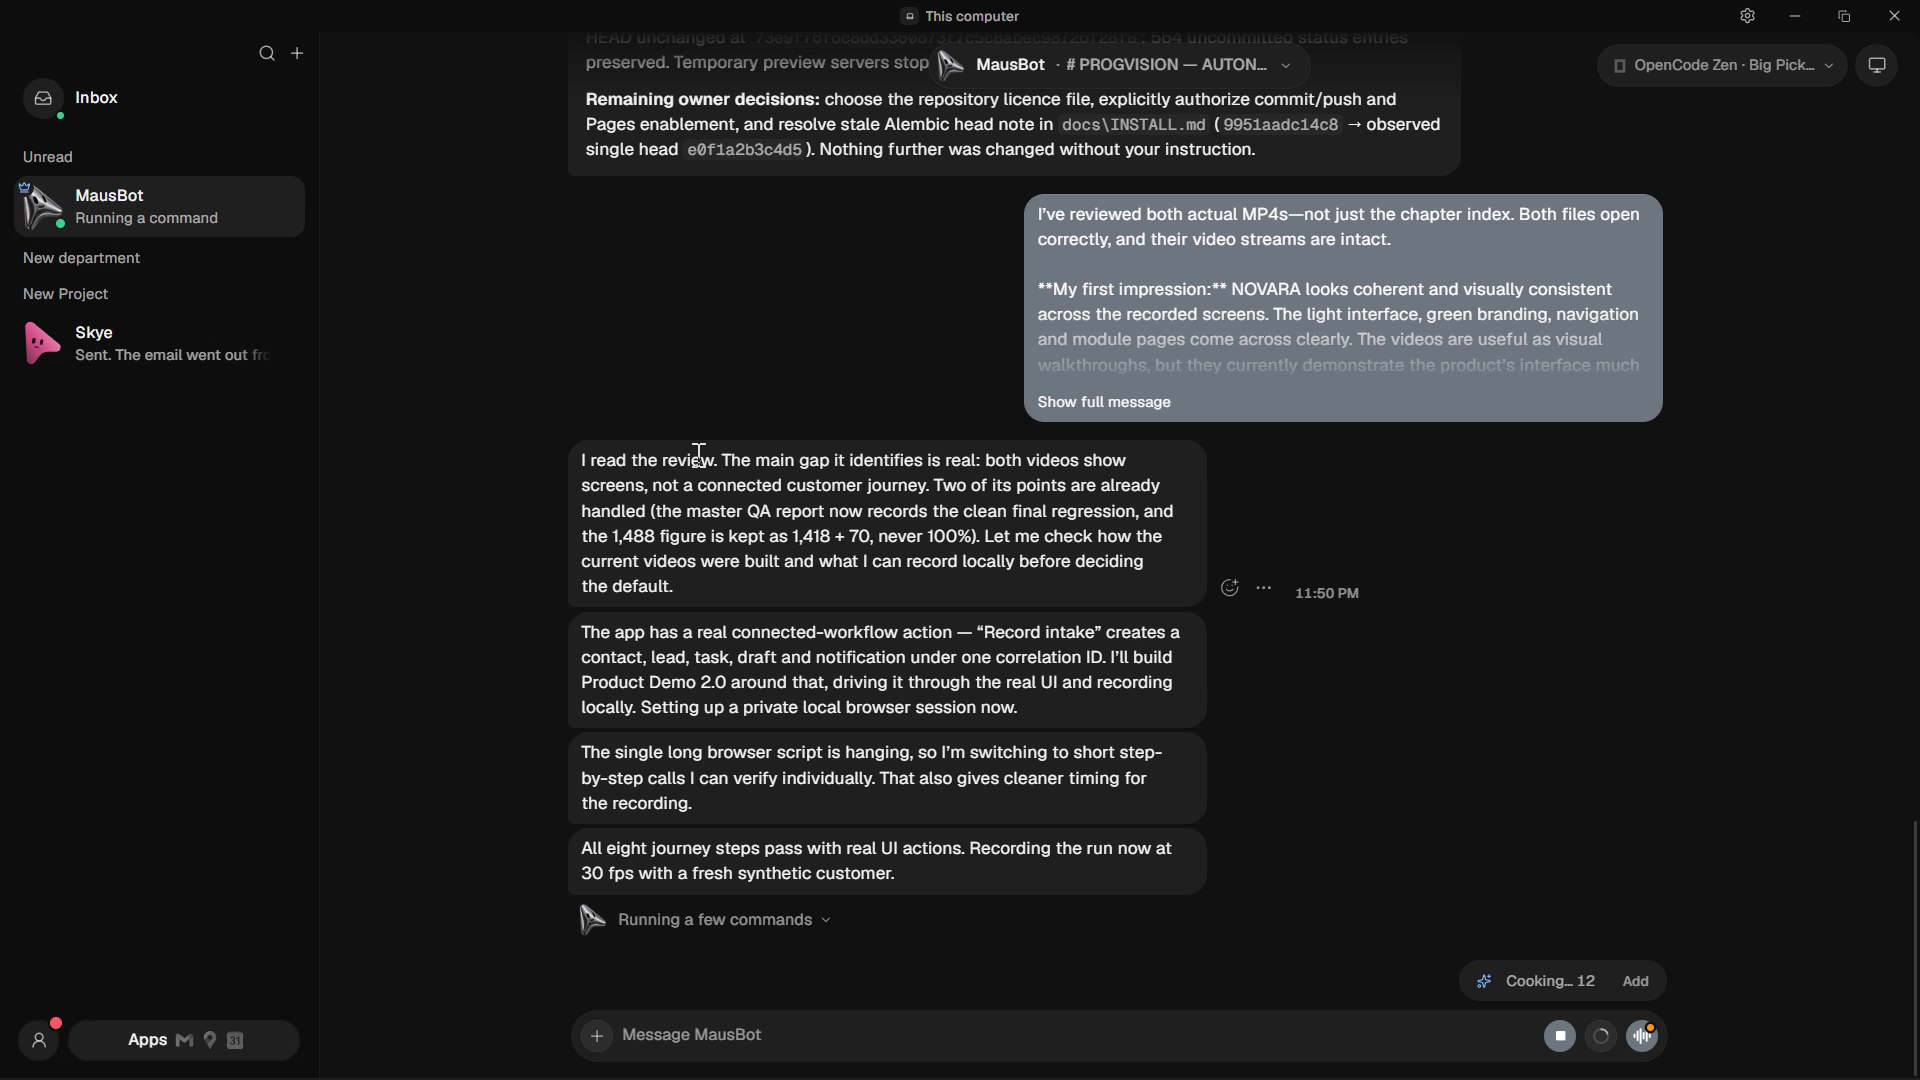 This computer
Inbox
Unread
MausBot
Running a command
New department
New Project
Skye
Sent. The email went out fro
Apps
31
MausBot · # PROGVISION — AUTON...
OpenCode Zen · Big Pick...
HEAD unchanged at
564 uncommitted status entries
preserved. Temporary preview servers stop
Remaining owner decisions: choose the repository licence file, explicitly authorize commit/push and
Pages enablement, and resolve stale Alembic head note in docs\INSTALL.md (9951aadc14c8 → observed
single head e0f1a2b3c4d5). Nothing further was changed without your instruction.
I've reviewed both actual MP4s—not just the chapter index. Both files open
correctly, and their video streams are intact.
**My first impression:** NOVARA looks coherent and visually consistent
across the recorded screens. The light interface, green branding, navigation
and module pages come across clearly. The videos are useful as visual
walkthroughs, but they currently demonstrate the product's interface much
Show full message
I read the review. The main gap it identifies is real: both videos show
screens, not a connected customer journey. Two of its points are already
handled (the master QA report now records the clean final regression, and
the 1,488 figure is kept as 1,418 + 70, never 100%). Let me check how the
current videos were built and what I can record locally before deciding
the default.
11:50 PM
The app has a real connected-workflow action — “Record intake” creates a
contact, lead, task, draft and notification under one correlation ID. I'll build
Product Demo 2.0 around that, driving it through the real UI and recording
locally. Setting up a private local browser session now.
The single long browser script is hanging, so I'm switching to short step-
by-step calls I can verify individually. That also gives cleaner timing for
the recording.
All eight journey steps pass with real UI actions. Recording the run now at
30 fps with a fresh synthetic customer.
Running a few commands
Cooking... 12 Add
Message MausBot